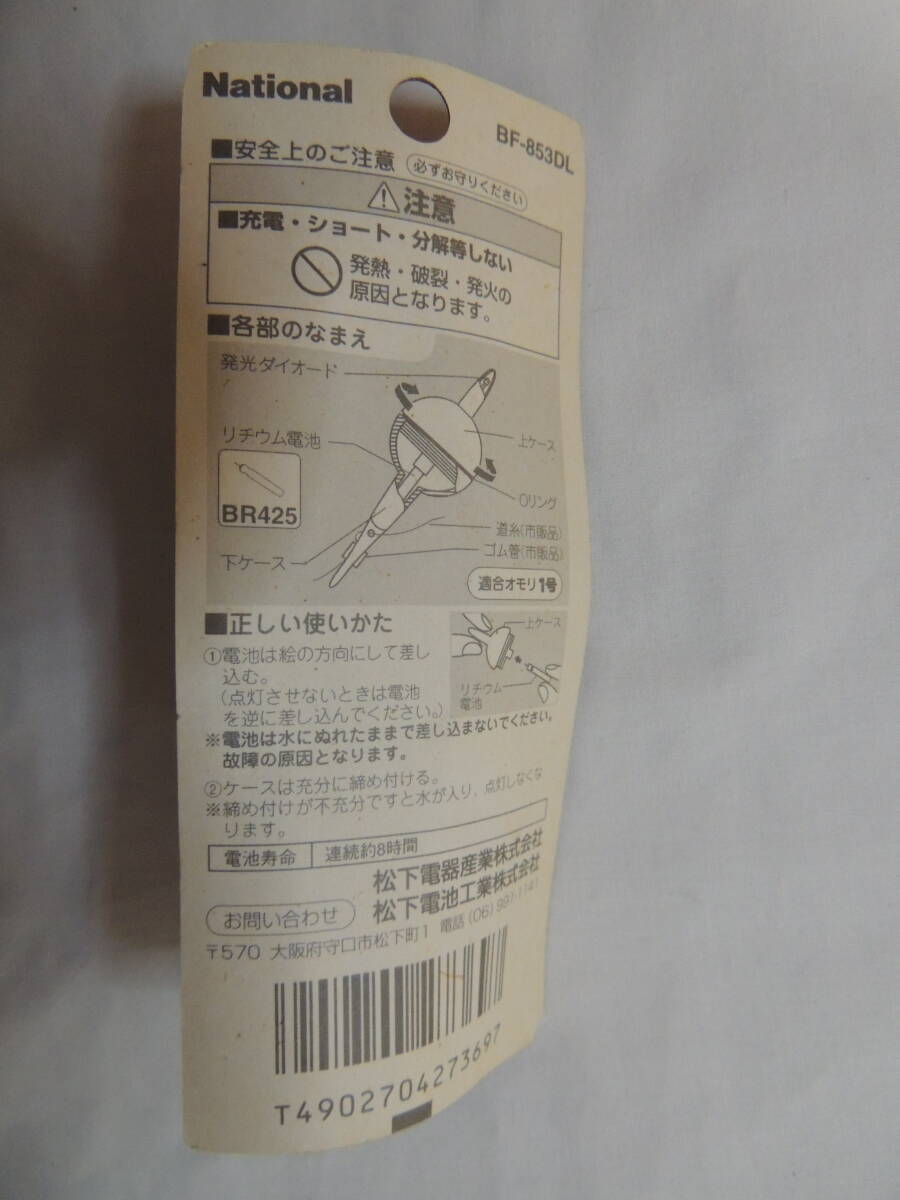 National
BF-853DL
■安全上のご注意 必ずお守りください
⚠注意
■充電・ショート・分解等しない
発熱・破裂・発火の
原因となります。
■各部のなまえ
発光ダイオード
リチウム電池
BR425
下ケース
上ケース
Oリング
道糸(市販品)
ゴム管(市販品)
適合オモリ1号
■正しい使いかた
①電池は絵の方向にして差し
込む。
(点灯させないときは電池
を逆に差し込んでください。)
上ケース
リチウム
電池
※電池は水にぬれたままで差し込まないでください。
故障の原因となります。
②ケースは充分に締め付ける。
※締め付けが不充分ですと水が入り、点灯しなくな
ります。
電池寿命 連続約8時間
松下電器産業株式会社
松下電池工業株式会社
お問い合わせ
〒570 大阪府守口市松下町1 電話(06)991-1141
T4902704273697